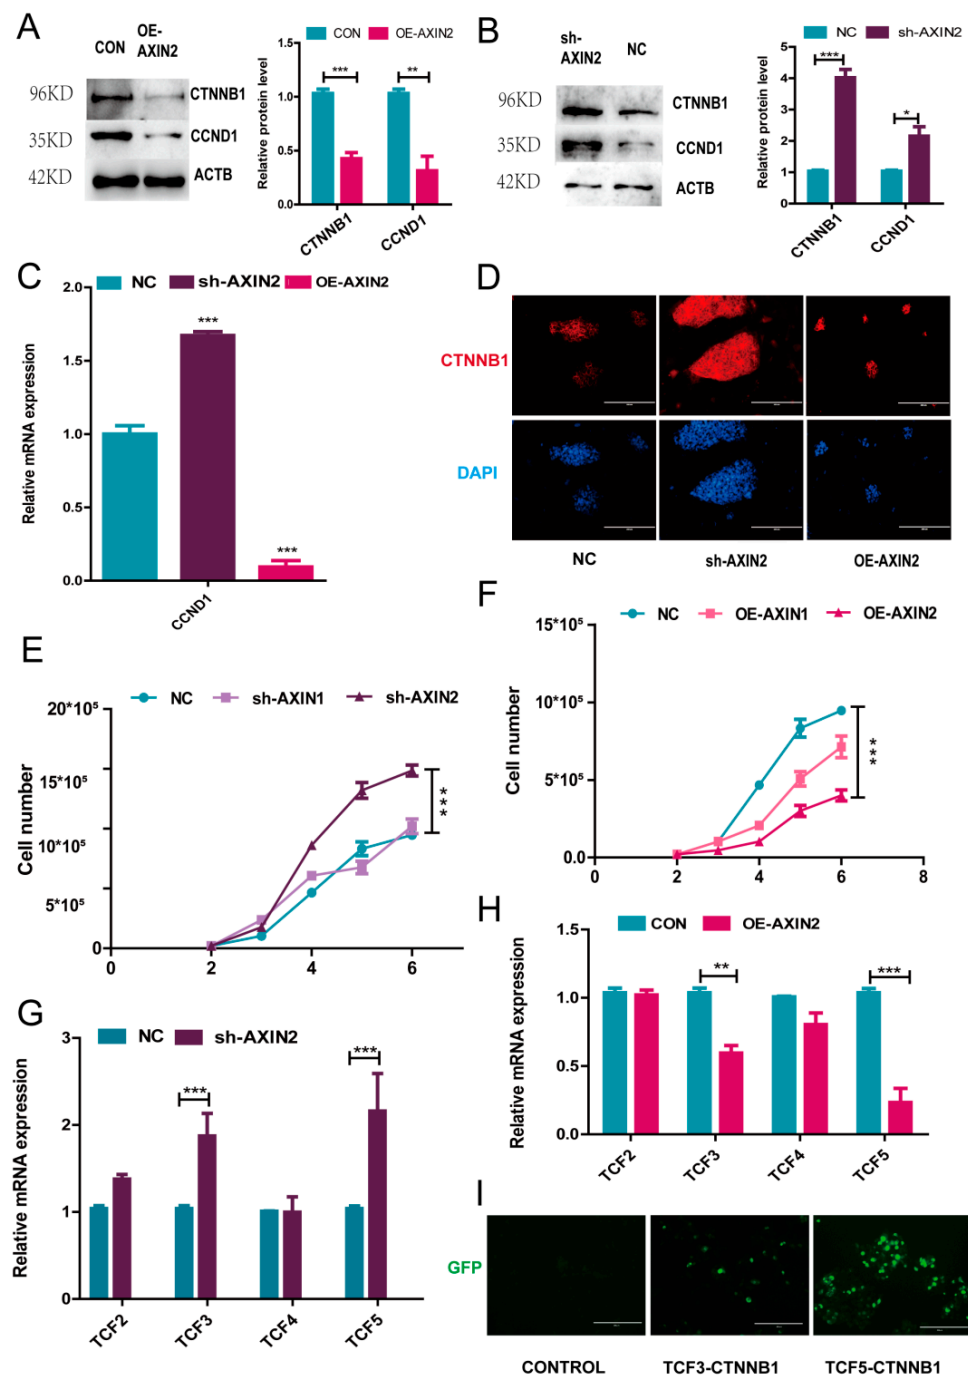 A
CON
OE-
AXIN2
96KD
CTNNB1
35KD
CCND1
42KD
ACTB
CON
OE-AXIN2
Relative protein level
1.5
1.0
0.5
0.0
***
**
CTNNB1
CCND1
B
sh-
AXIN2
NC
96KD
CTNNB1
35KD
CCND1
42KD
ACTB
NC
sh-AXIN2
Relative protein level
6
4
2
0
***
*
CTNNB1
CCND1
C
NC
sh-AXIN2
OE-AXIN2
Relative mRNA expression
2.0
1.5
1.0
0.5
0.0
***
***
CCND1
D
CTNNB1
DAPI
NC
sh-AXIN2
OE-AXIN2
E
NC
sh-AXIN1
sh-AXIN2
Cell number
20*10⁵
15*10⁵
10*10⁵
5*10⁵
0
***
0
2
4
6
F
NC
OE-AXIN1
OE-AXIN2
Cell number
15*10⁵
10*10⁵
5*10⁵
0.0
***
0
2
4
6
8
G
NC
sh-AXIN2
Relative mRNA expression
3
2
1
0
***
***
TCF2
TCF3
TCF4
TCF5
H
CON
OE-AXIN2
Relative mRNA expression
1.5
1.0
0.5
0.0
**
***
TCF2
TCF3
TCF4
TCF5
I
GFP
CONTROL
TCF3-CTNNB1
TCF5-CTNNB1